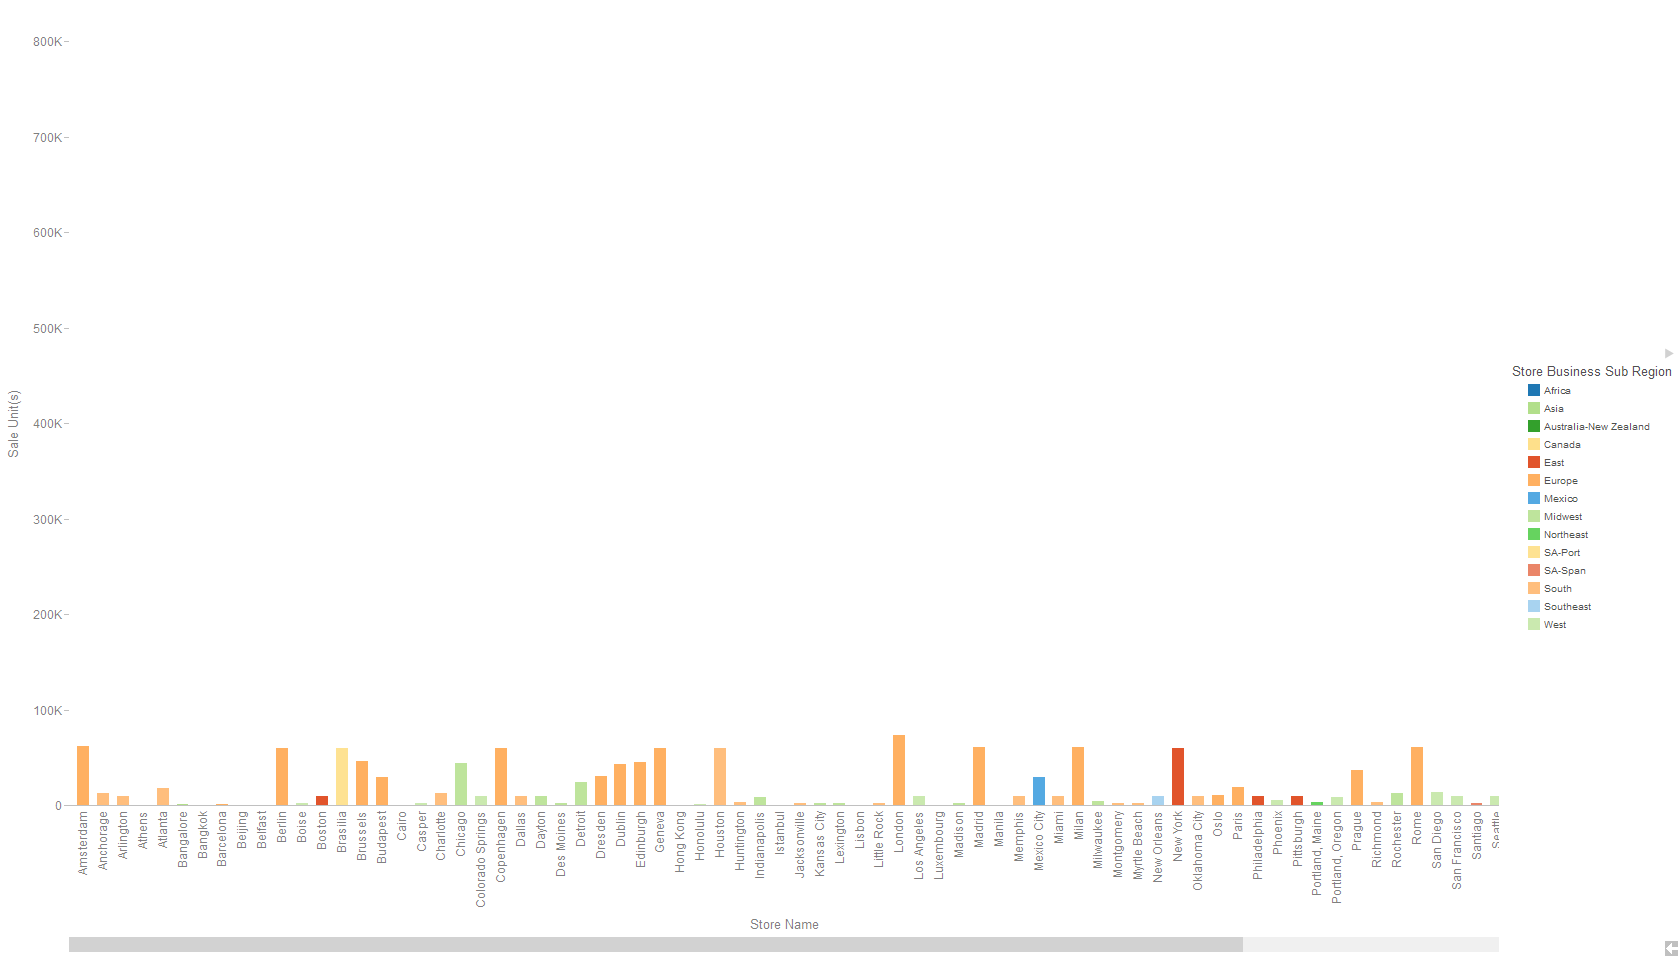 800K
700K
600K
500K
400K
300K
200K
100K
0
Sale Unit(s)
Amsterdam
Anchorage
Arlington
Athens
Atlanta
Bangalore
Bangkok
Barcelona
Beijing
Belfast
Berlin
Boise
Boston
Brasilia
Brussels
Budapest
Cairo
Casper
Charlotte
Chicago
Colorado Springs
Copenhagen
Dallas
Dayton
Des Moines
Detroit
Dresden
Dublin
Edinburgh
Geneva
Hong Kong
Honolulu
Houston
Huntington
Indianapolis
Istanbul
Jacksonville
Kansas City
Lexington
Lisbon
Little Rock
London
Los Angeles
Luxembourg
Madison
Madrid
Manila
Memphis
Mexico City
Miami
Milan
Milwaukee
Montgomery
Myrtle Beach
New Orleans
New York
Oklahoma City
Oslo
Paris
Philadelphia
Phoenix
Pittsburgh
Portland, Maine
Portland, Oregon
Prague
Richmond
Rochester
Rome
San Diego
San Francisco
Santiago
Seattle
Store Name
Store Business Sub Region
Africa
Asia
Australia-New Zealand
Canada
East
Europe
Mexico
Midwest
Northeast
SA-Port
SA-Span
South
Southeast
West